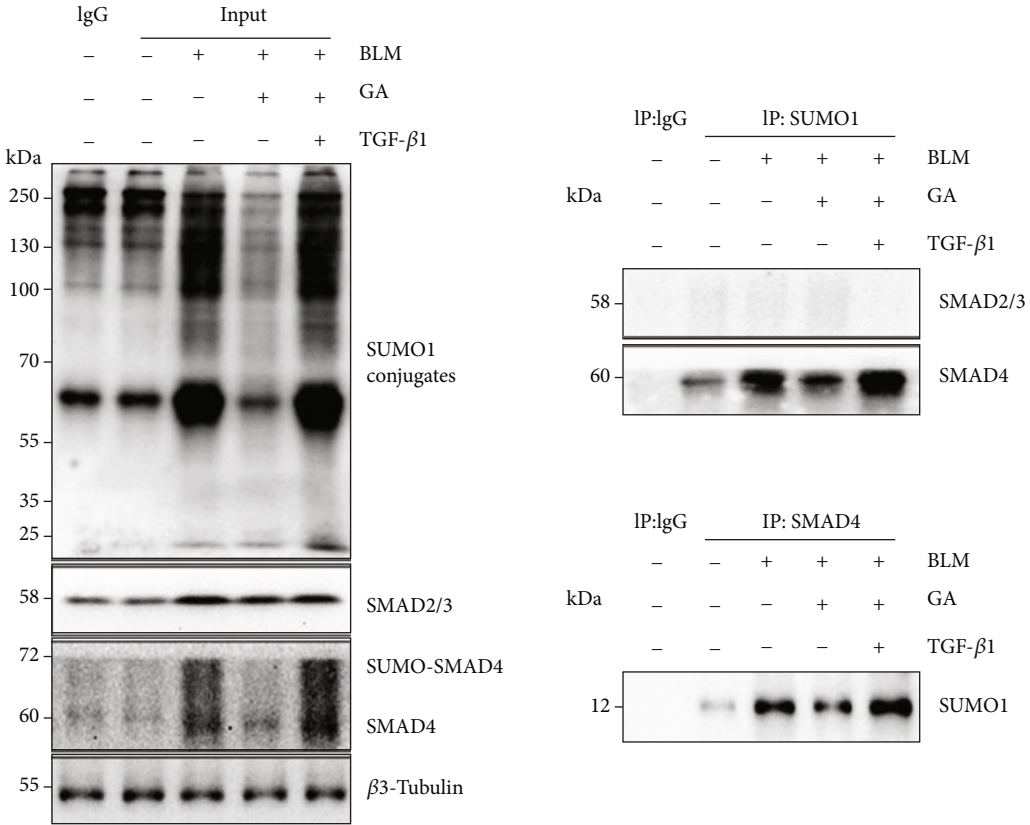 lgG Input
– – + + + BLM
– – – + + GA
– – – – + TGF-β1
kDa
250
130
100
70
55
35
25
SUMO1
conjugates
58
SMAD2/3
72
SUMO-SMAD4
60
SMAD4
55
β3-Tubulin
lP:lgG lP: SUMO1
– – + + + BLM
kDa – – – + + GA
– – – – + TGF-β1
58 SMAD2/3
60 SMAD4
lP:lgG IP: SMAD4
– – + + + BLM
kDa – – – + + GA
– – – – + TGF-β1
12 SUMO1